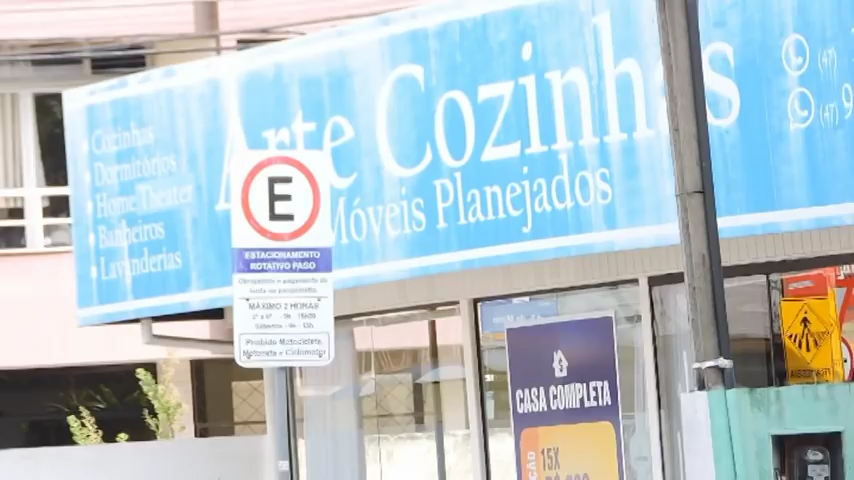 Arte Cozinhas
Móveis Planejados
Cozinhas
Dormitórios
Home Theater
Banheiros
Lavanderias
(47)
(47) 9
E
ESTACIONAMENTO
ROTATIVO PAGO
MÁXIMO 2 HORAS
Proibido Motocicleta,
Motoneta e Ciclomotor
CASA COMPLETA
15X